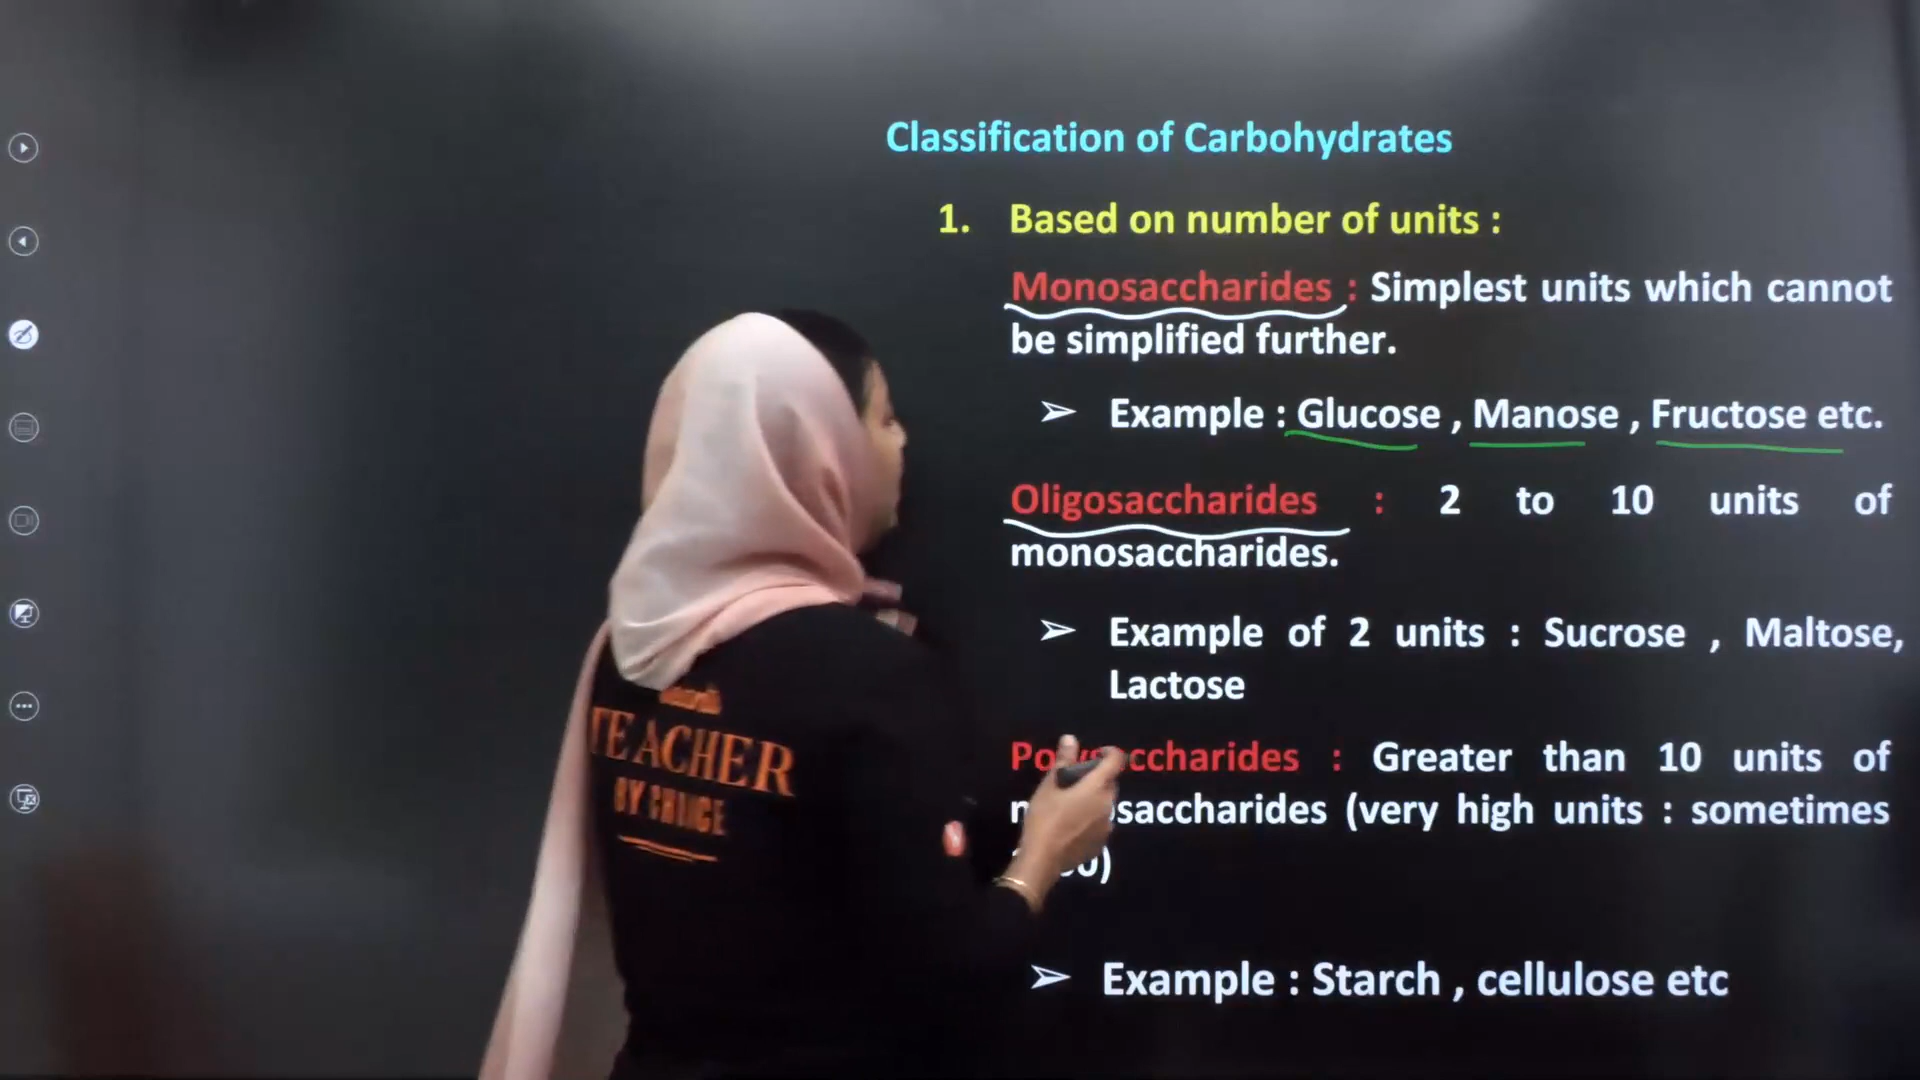 Classification of Carbohydrates
1. Based on number of units :
Monosaccharides : Simplest units which cannot
be simplified further.
➢ Example : Glucose , Manose , Fructose etc.
Oligosaccharides : 2 to 10 units of
monosaccharides.
➢ Example of 2 units : Sucrose , Maltose,
Lactose
: Greater than 10 units of
(very high units : sometimes
➢ Example : Starch , cellulose etc
TEACHER
BY CHOICE